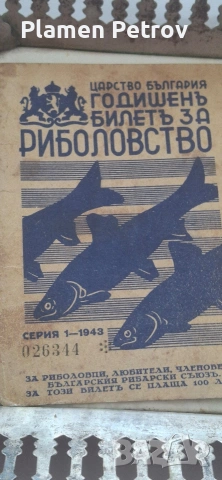 Plamen Petrov
ЦАРСТВО БЪЛГАРИЯ
ГОДИШЕНЪ
БИЛЕТЪ ЗА
РИБОЛОВСТВО
СЕРИЯ 1—1943
026344
ЗА РИБОЛОВЦИ, ЛЮБИТЕЛИ, ЧЛЕНОВЕ
БЪЛГАРСКИЯ РИБАРСКИ СЪЮЗЪ.
ЗА ТОЗИ БИЛЕТЪ СЕ ПЛАЩА 100 Л